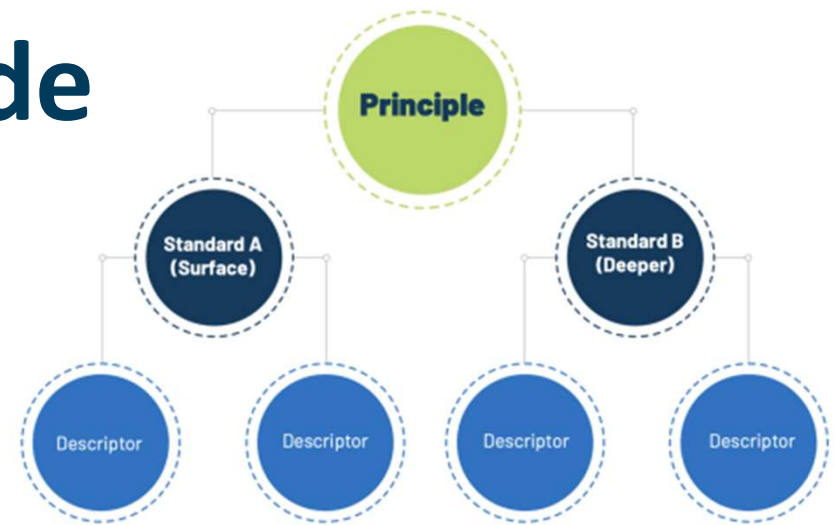 de
Principle
Standard A
(Surface)
Standard B
(Deeper)
Descriptor
Descriptor
Descriptor
Descriptor